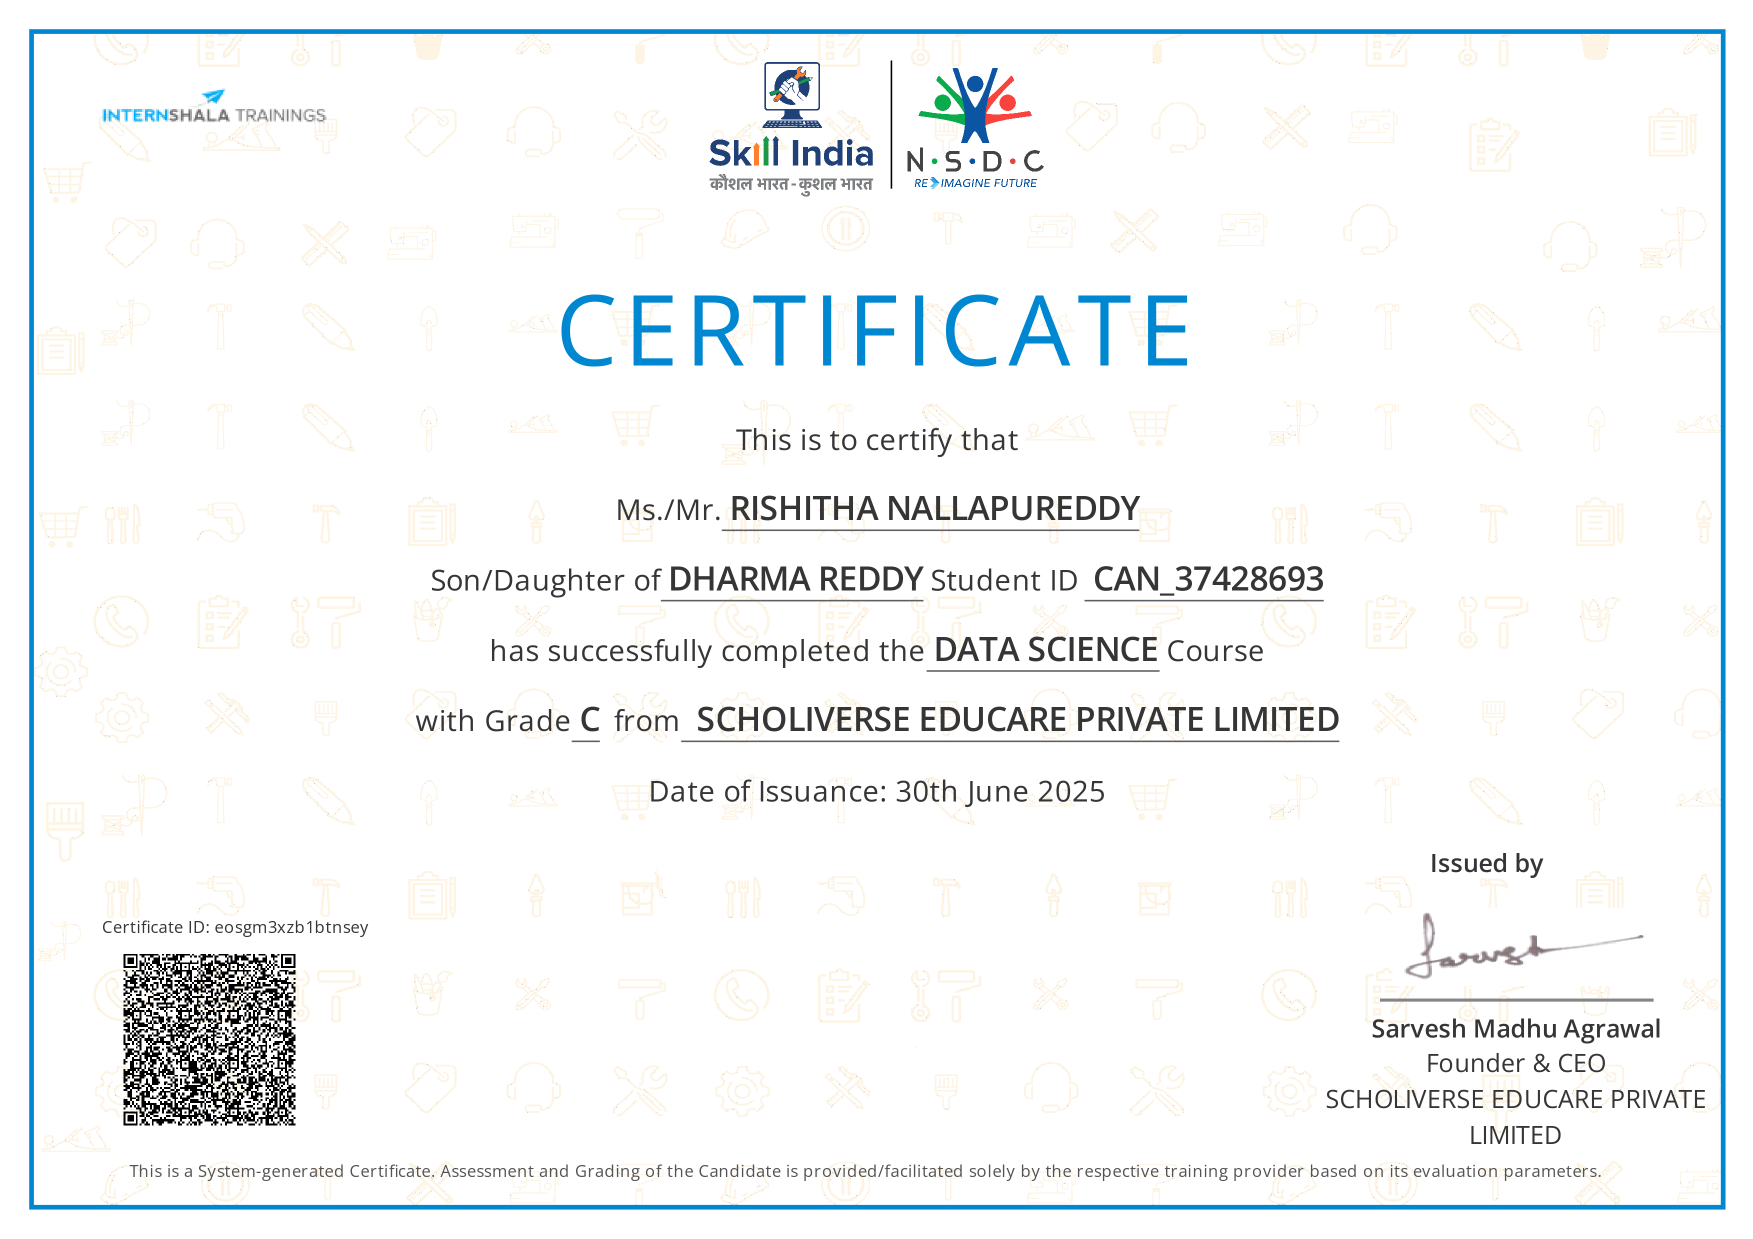 INTERNSHALA TRAININGS
Skill India
कौशल भारत - कुशल भारत
N·S·D·C
RE IMAGINE FUTURE
CERTIFICATE
This is to certify that
Ms./Mr. RISHITHA NALLAPUREDDY
Son/Daughter of DHARMA REDDY Student ID CAN_37428693
has successfully completed the DATA SCIENCE Course
with Grade C from SCHOLIVERSE EDUCARE PRIVATE LIMITED
Date of Issuance: 30th June 2025
Issued by
Certificate ID: eosgm3xzb1btnsey
Sarvesh
Sarvesh Madhu Agrawal
Founder & CEO
SCHOLIVERSE EDUCARE PRIVATE
LIMITED
This is a System-generated Certificate. Assessment and Grading of the Candidate is provided/facilitated solely by the respective training provider based on its evaluation parameters.